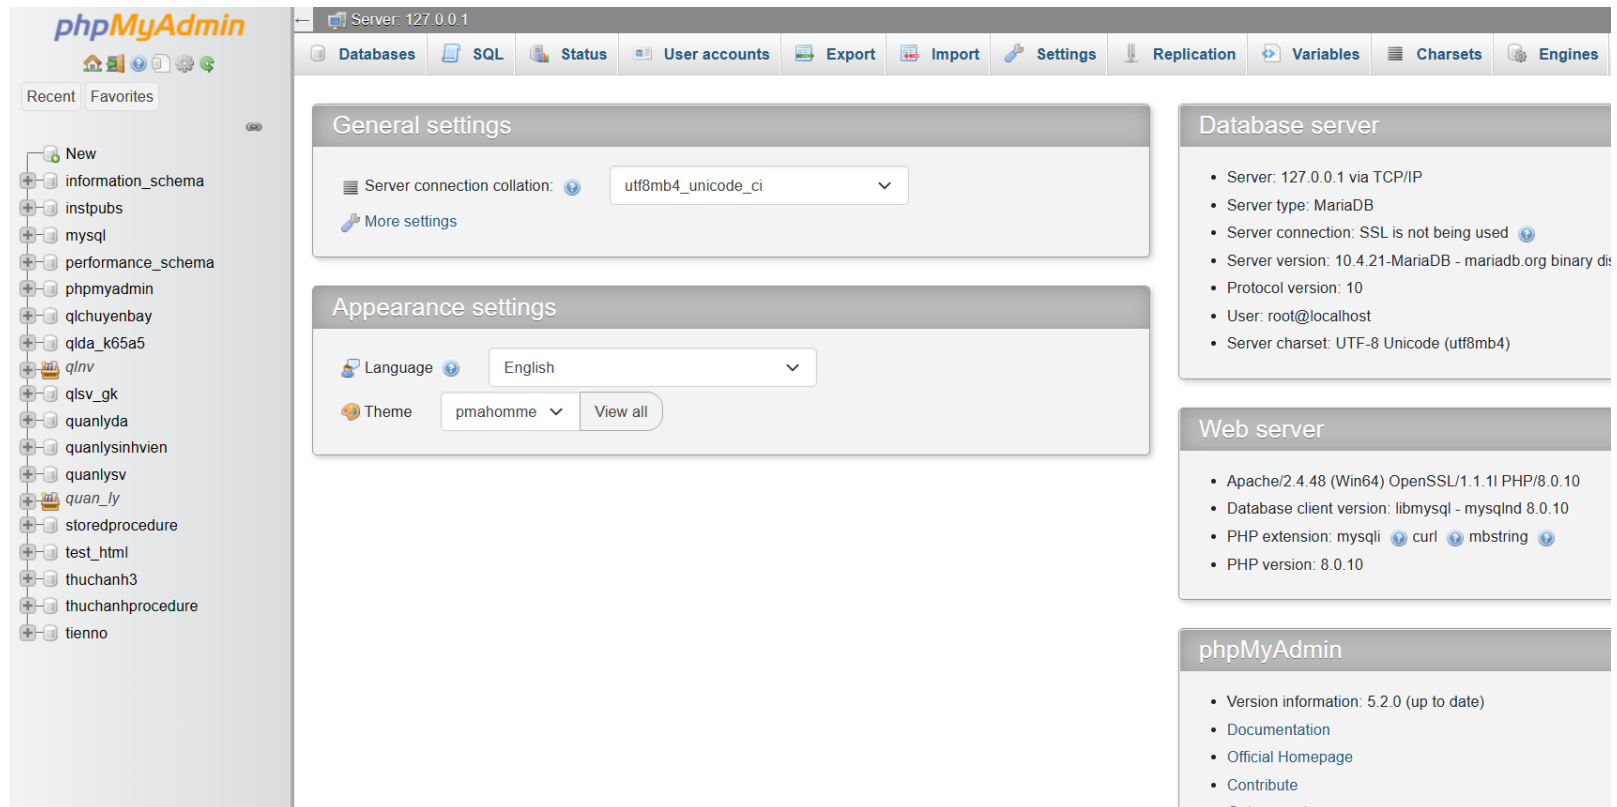 phpMyAdmin
Recent Favorites
New
information_schema
instpubs
mysql
performance_schema
phpmyadmin
qlchuyenbay
qlda_k65a5
qlnv
qlsv_gk
quanlyda
quanlysinhvien
quanlysv
quan_ly
storedprocedure
test_html
thuchanh3
thuchanhprocedure
tienno
← Server: 127.0.0.1
Databases SQL Status User accounts Export Import Settings Replication Variables Charsets Engines
General settings
Server connection collation: utf8mb4_unicode_ci
More settings
Appearance settings
Language English
Theme pmahomme View all
Database server
• Server: 127.0.0.1 via TCP/IP
• Server type: MariaDB
• Server connection: SSL is not being used
• Server version: 10.4.21-MariaDB - mariadb.org binary dis
• Protocol version: 10
• User: root@localhost
• Server charset: UTF-8 Unicode (utf8mb4)
Web server
• Apache/2.4.48 (Win64) OpenSSL/1.1.1l PHP/8.0.10
• Database client version: libmysql - mysqlnd 8.0.10
• PHP extension: mysqli curl mbstring
• PHP version: 8.0.10
phpMyAdmin
• Version information: 5.2.0 (up to date)
• Documentation
• Official Homepage
• Contribute